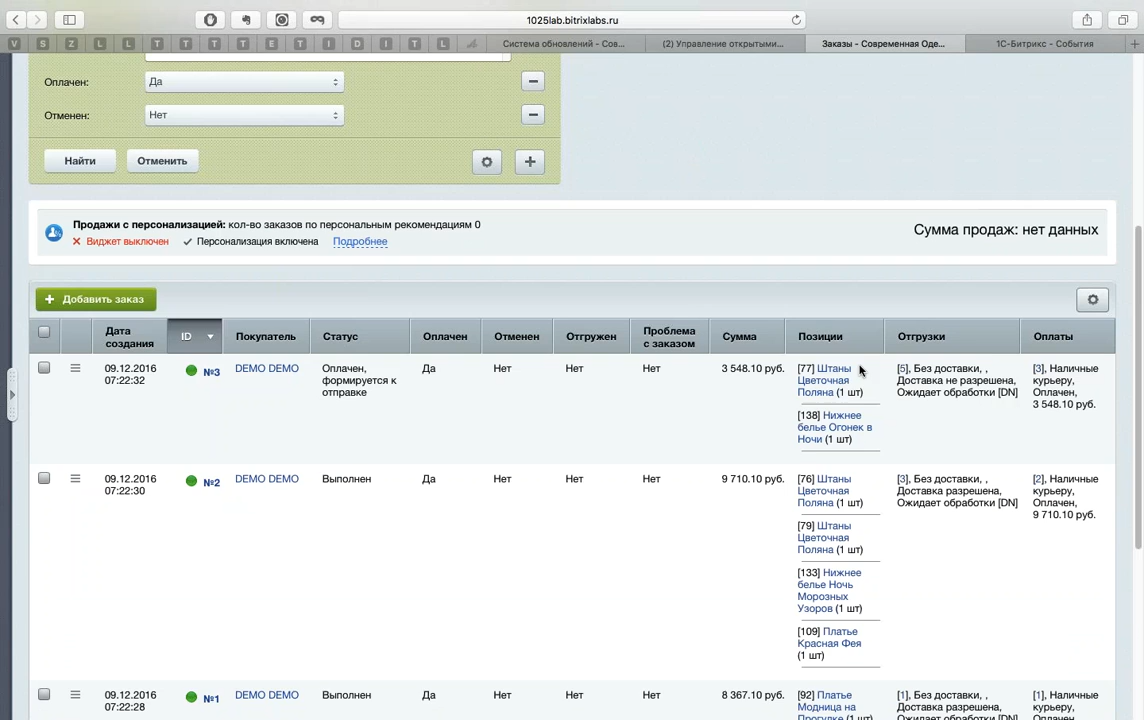 1025lab.bitrixlabs.ru
V S Z L L T T T T E T I D I T L
Система обновлений - Сов...
(2) Управление открытыми...
Заказы - Современная Оде...
1С-Битрикс - События
Оплачен: Да
Отменен: Нет
Найти Отменить
Продажи с персонализацией: кол-во заказов по персональным рекомендациям 0
Виджет выключен Персонализация включена Подробнее
Сумма продаж: нет данных
Добавить заказ
Дата
создания
ID
Покупатель
Статус
Оплачен
Отменен
Отгружен
Проблема
с заказом
Сумма
Позиции
Отгрузки
Оплаты
09.12.2016
07:22:32
№3
DEMO DEMO
Оплачен,
формируется к
отправке
Да
Нет
Нет
Нет
3 548.10 руб.
[77] Штаны
Цветочная
Поляна (1 шт)
[138] Нижнее
белье Огонек в
Ночи (1 шт)
[5], Без доставки, ,
Доставка не разрешена,
Ожидает обработки [DN]
[3], Наличные
курьеру,
Оплачен,
3 548.10 руб.
09.12.2016
07:22:30
№2
DEMO DEMO
Выполнен
Да
Нет
Нет
Нет
9 710.10 руб.
[76] Штаны
Цветочная
Поляна (1 шт)
[79] Штаны
Цветочная
Поляна (1 шт)
[133] Нижнее
белье Ночь
Морозных
Узоров (1 шт)
[109] Платье
Красная Фея
(1 шт)
[3], Без доставки, ,
Доставка разрешена,
Ожидает обработки [DN]
[2], Наличные
курьеру,
Оплачен,
9 710.10 руб.
09.12.2016
07:22:28
№1
DEMO DEMO
Выполнен
Да
Нет
Нет
Нет
8 367.10 руб.
[92] Платье
Модница на
Прогулке (1 шт)
[1], Без доставки, ,
Доставка разрешена,
Ожидает обработки [DN]
[1], Наличные
курьеру,
Оплачен,